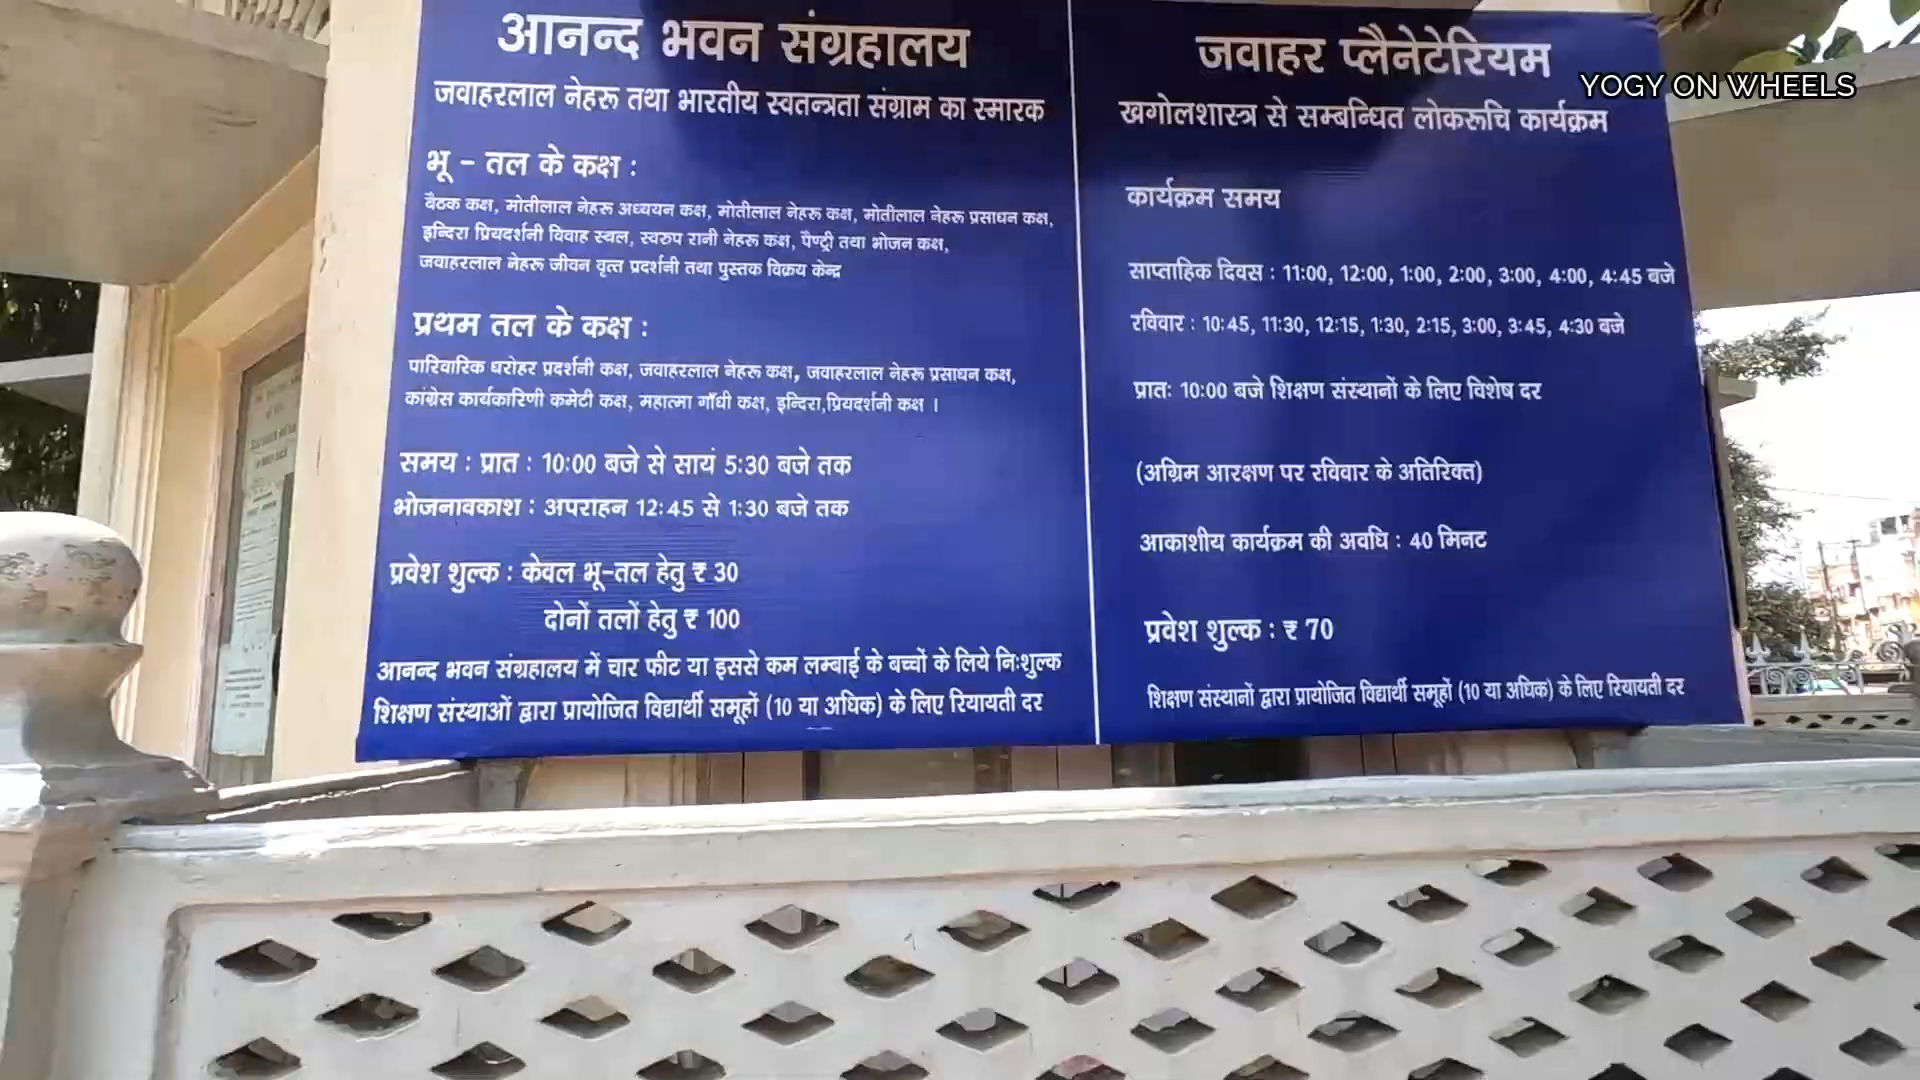 आनन्द भवन संग्रहालय
जवाहरलाल नेहरू तथा भारतीय स्वतन्त्रता संग्राम का स्मारक
भू - तल के कक्ष :
बैठक कक्ष, मोतीलाल नेहरू अध्ययन कक्ष, मोतीलाल नेहरू कक्ष, मोतीलाल नेहरू प्रसाधन कक्ष,
इन्दिरा प्रियदर्शनी विवाह स्थल, स्वरुप रानी नेहरू कक्ष, पैण्ट्री तथा भोजन कक्ष,
जवाहरलाल नेहरू जीवन वृत्त प्रदर्शनी तथा पुस्तक विक्रय केन्द्र
प्रथम तल के कक्ष :
पारिवारिक धरोहर प्रदर्शनी कक्ष, जवाहरलाल नेहरू कक्ष, जवाहरलाल नेहरू प्रसाधन कक्ष,
कांग्रेस कार्यकारिणी कमेटी कक्ष, महात्मा गाँधी कक्ष, इन्दिरा,प्रियदर्शनी कक्ष ।
समय : प्रात : 10:00 बजे से सायं 5:30 बजे तक
भोजनावकाश : अपराहन 12:45 से 1:30 बजे तक
प्रवेश शुल्क : केवल भू-तल हेतु ₹ 30
दोनों तलों हेतु ₹ 100
आनन्द भवन संग्रहालय में चार फीट या इससे कम लम्बाई के बच्चों के लिये निःशुल्क
शिक्षण संस्थाओं द्वारा प्रायोजित विद्यार्थी समूहों (10 या अधिक) के लिए रियायती दर
जवाहर प्लैनेटेरियम
खगोलशास्त्र से सम्बन्धित लोकरूचि कार्यक्रम
कार्यक्रम समय
साप्ताहिक दिवस : 11:00, 12:00, 1:00, 2:00, 3:00, 4:00, 4:45 बजे
रविवार : 10:45, 11:30, 12:15, 1:30, 2:15, 3:00, 3:45, 4:30 बजे
प्रातः 10:00 बजे शिक्षण संस्थानों के लिए विशेष दर
(अग्रिम आरक्षण पर रविवार के अतिरिक्त)
आकाशीय कार्यक्रम की अवधि : 40 मिनट
प्रवेश शुल्क : ₹ 70
शिक्षण संस्थानों द्वारा प्रायोजित विद्यार्थी समूहों (10 या अधिक) के लिए रियायती दर
YOGY ON WHEELS